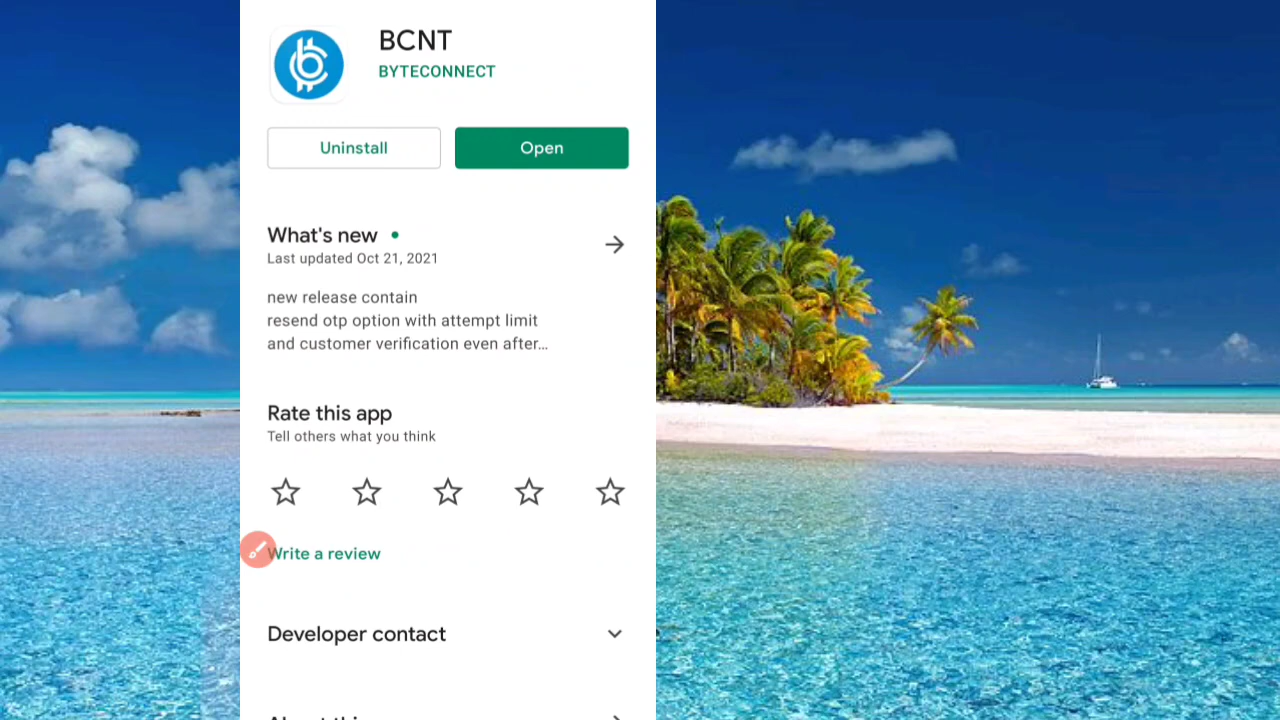 BCNT
BYTECONNECT
Uninstall
Open
What's new
Last updated Oct 21, 2021
new release contain
resend otp option with attempt limit
and customer verification even after...
Rate this app
Tell others what you think
Write a review
Developer contact